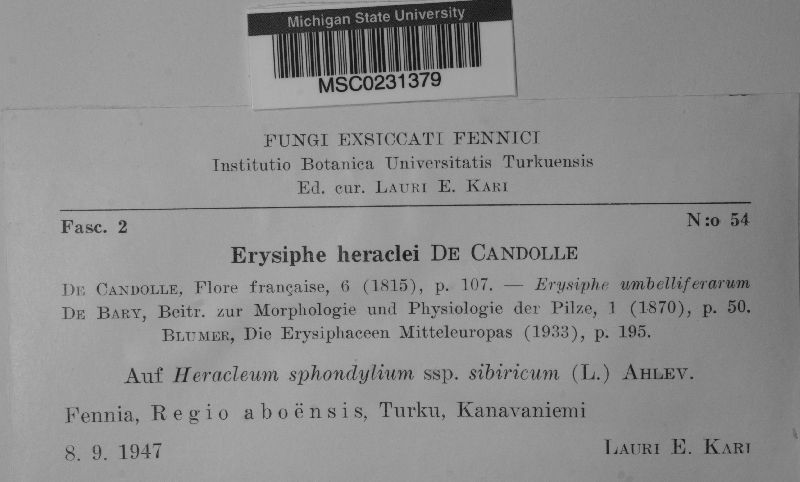 Michigan State University
MSC0231379
FUNGI EXSICCATI FENNICI
Institutio Botanica Universitatis Turkuensis
Ed. cur. LAURI E. KARI
Fasc. 2 N:o 54
Erysiphe heraclei DE CANDOLLE
DE CANDOLLE, Flore française, 6 (1815), p. 107. — Erysiphe umbelliferarum
DE BARY, Beitr. zur Morphologie und Physiologie der Pilze, 1 (1870), p. 50.
BLUMER, Die Erysiphaceen Mitteleuropas (1933), p. 195.
Auf Heracleum sphondylium ssp. sibiricum (L.) AHLEV.
Fennia, Regio aboënsis, Turku, Kanavaniemi
8. 9. 1947 LAURI E. KARI